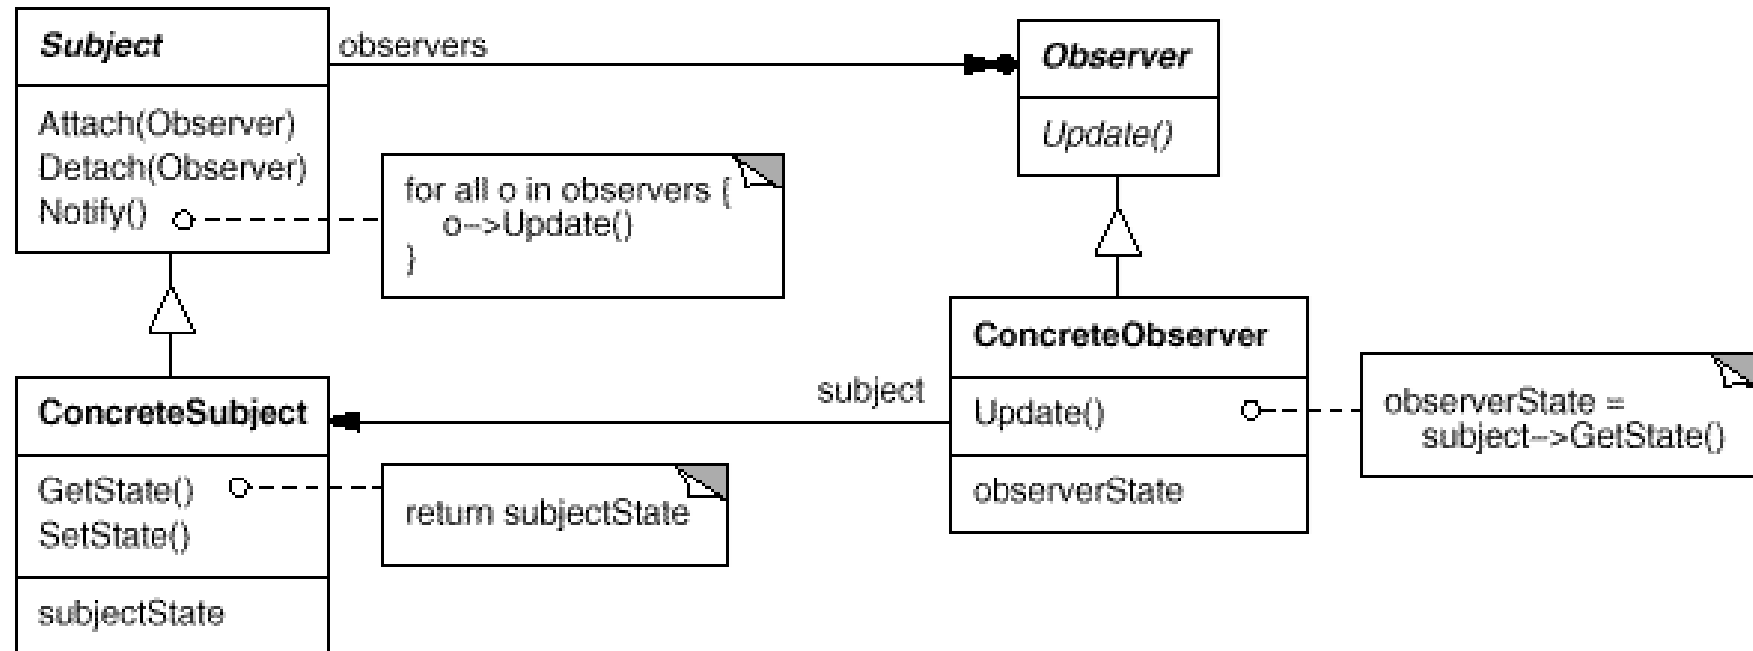 Subject
Attach(Observer)
Detach(Observer)
Notify()
observers
for all o in observers {
o->Update()
}
Observer
Update()
ConcreteSubject
GetState()
SetState()
subjectState
return subjectState
subject
ConcreteObserver
Update()
observerState
observerState =
subject->GetState()